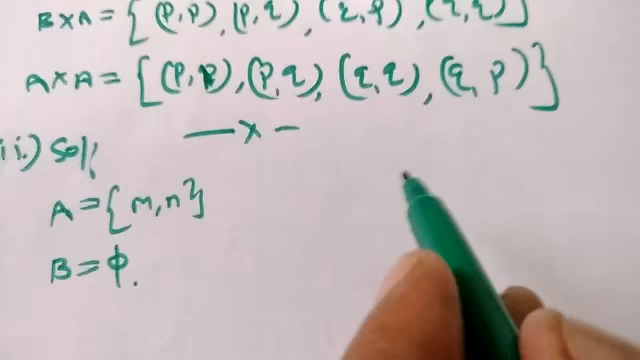 B×A = {(p,p), (p,q), (q,p), (q,q)}
A×A = {(p,p), (p,q), (q,q), (q,p)}
— × –
ii.) Sol;
A = {m,n}
B = ϕ.